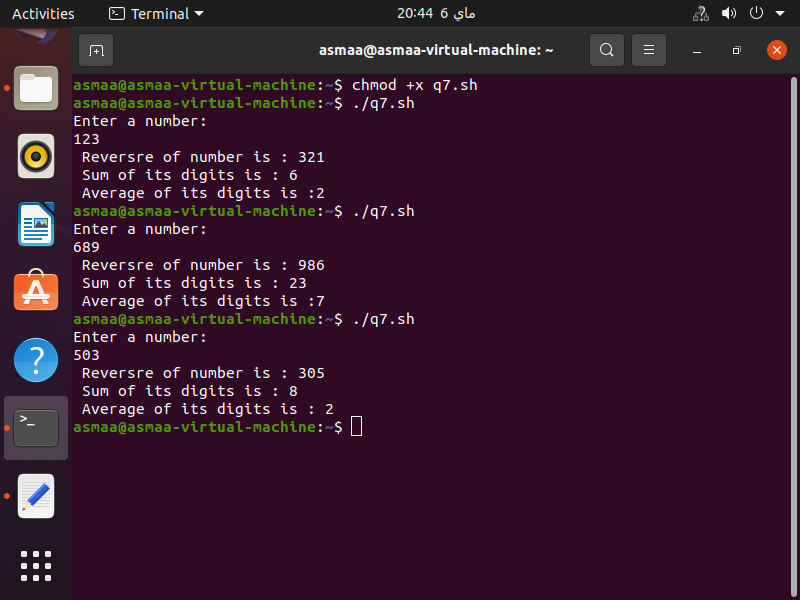 Activities Terminal 20:44 6 ماي
asmaa@asmaa-virtual-machine: ~
asmaa@asmaa-virtual-machine:~$ chmod +x q7.sh
asmaa@asmaa-virtual-machine:~$ ./q7.sh
Enter a number:
123
Reversre of number is : 321
Sum of its digits is : 6
Average of its digits is :2
asmaa@asmaa-virtual-machine:~$ ./q7.sh
Enter a number:
689
Reversre of number is : 986
Sum of its digits is : 23
Average of its digits is :7
asmaa@asmaa-virtual-machine:~$ ./q7.sh
Enter a number:
503
Reversre of number is : 305
Sum of its digits is : 8
Average of its digits is : 2
asmaa@asmaa-virtual-machine:~$